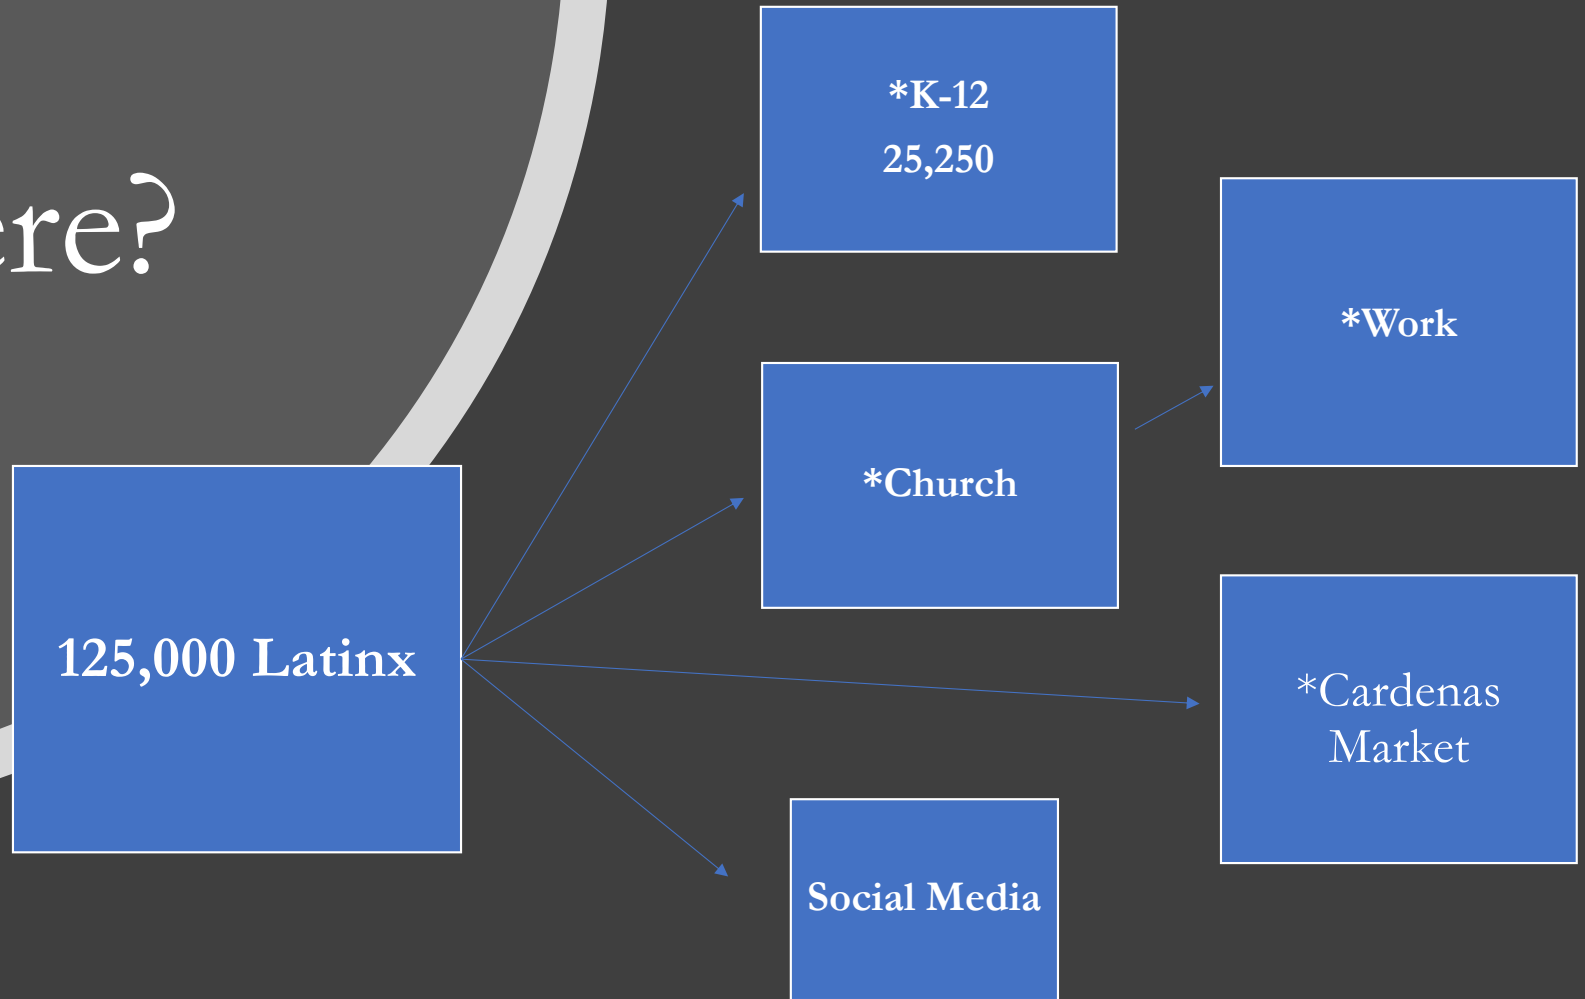 ere?
*K-12
25,250
*Work
*Church
125,000 Latinx
*Cardenas
Market
Social Media